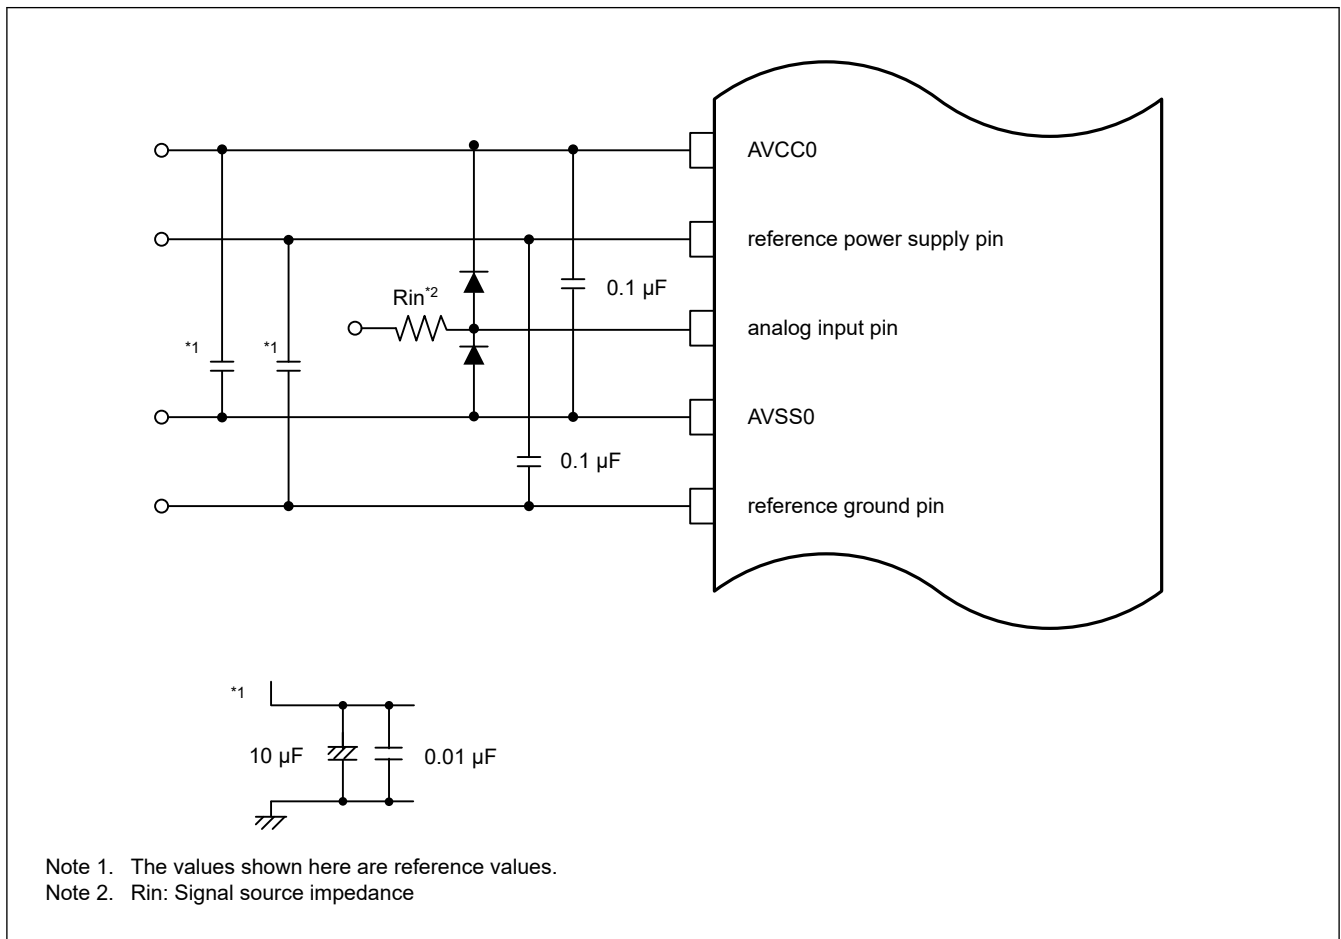 AVCC0
reference power supply pin
0.1 µF
Rin*2
analog input pin
*1
*1
AVSS0
0.1 µF
reference ground pin
*1
10 µF
0.01 µF
Note 1. The values shown here are reference values.
Note 2. Rin: Signal source impedance